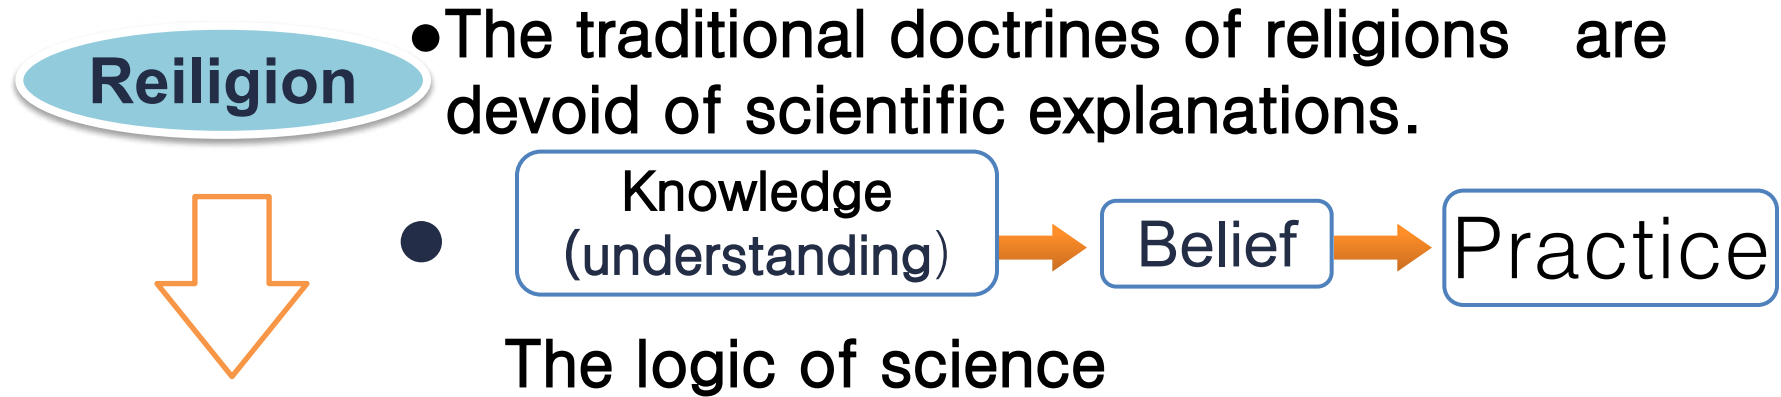 Reiligion
●The traditional doctrines of religions are
devoid of scientific explanations.
● Knowledge
(understanding)
Belief
Practice
The logic of science